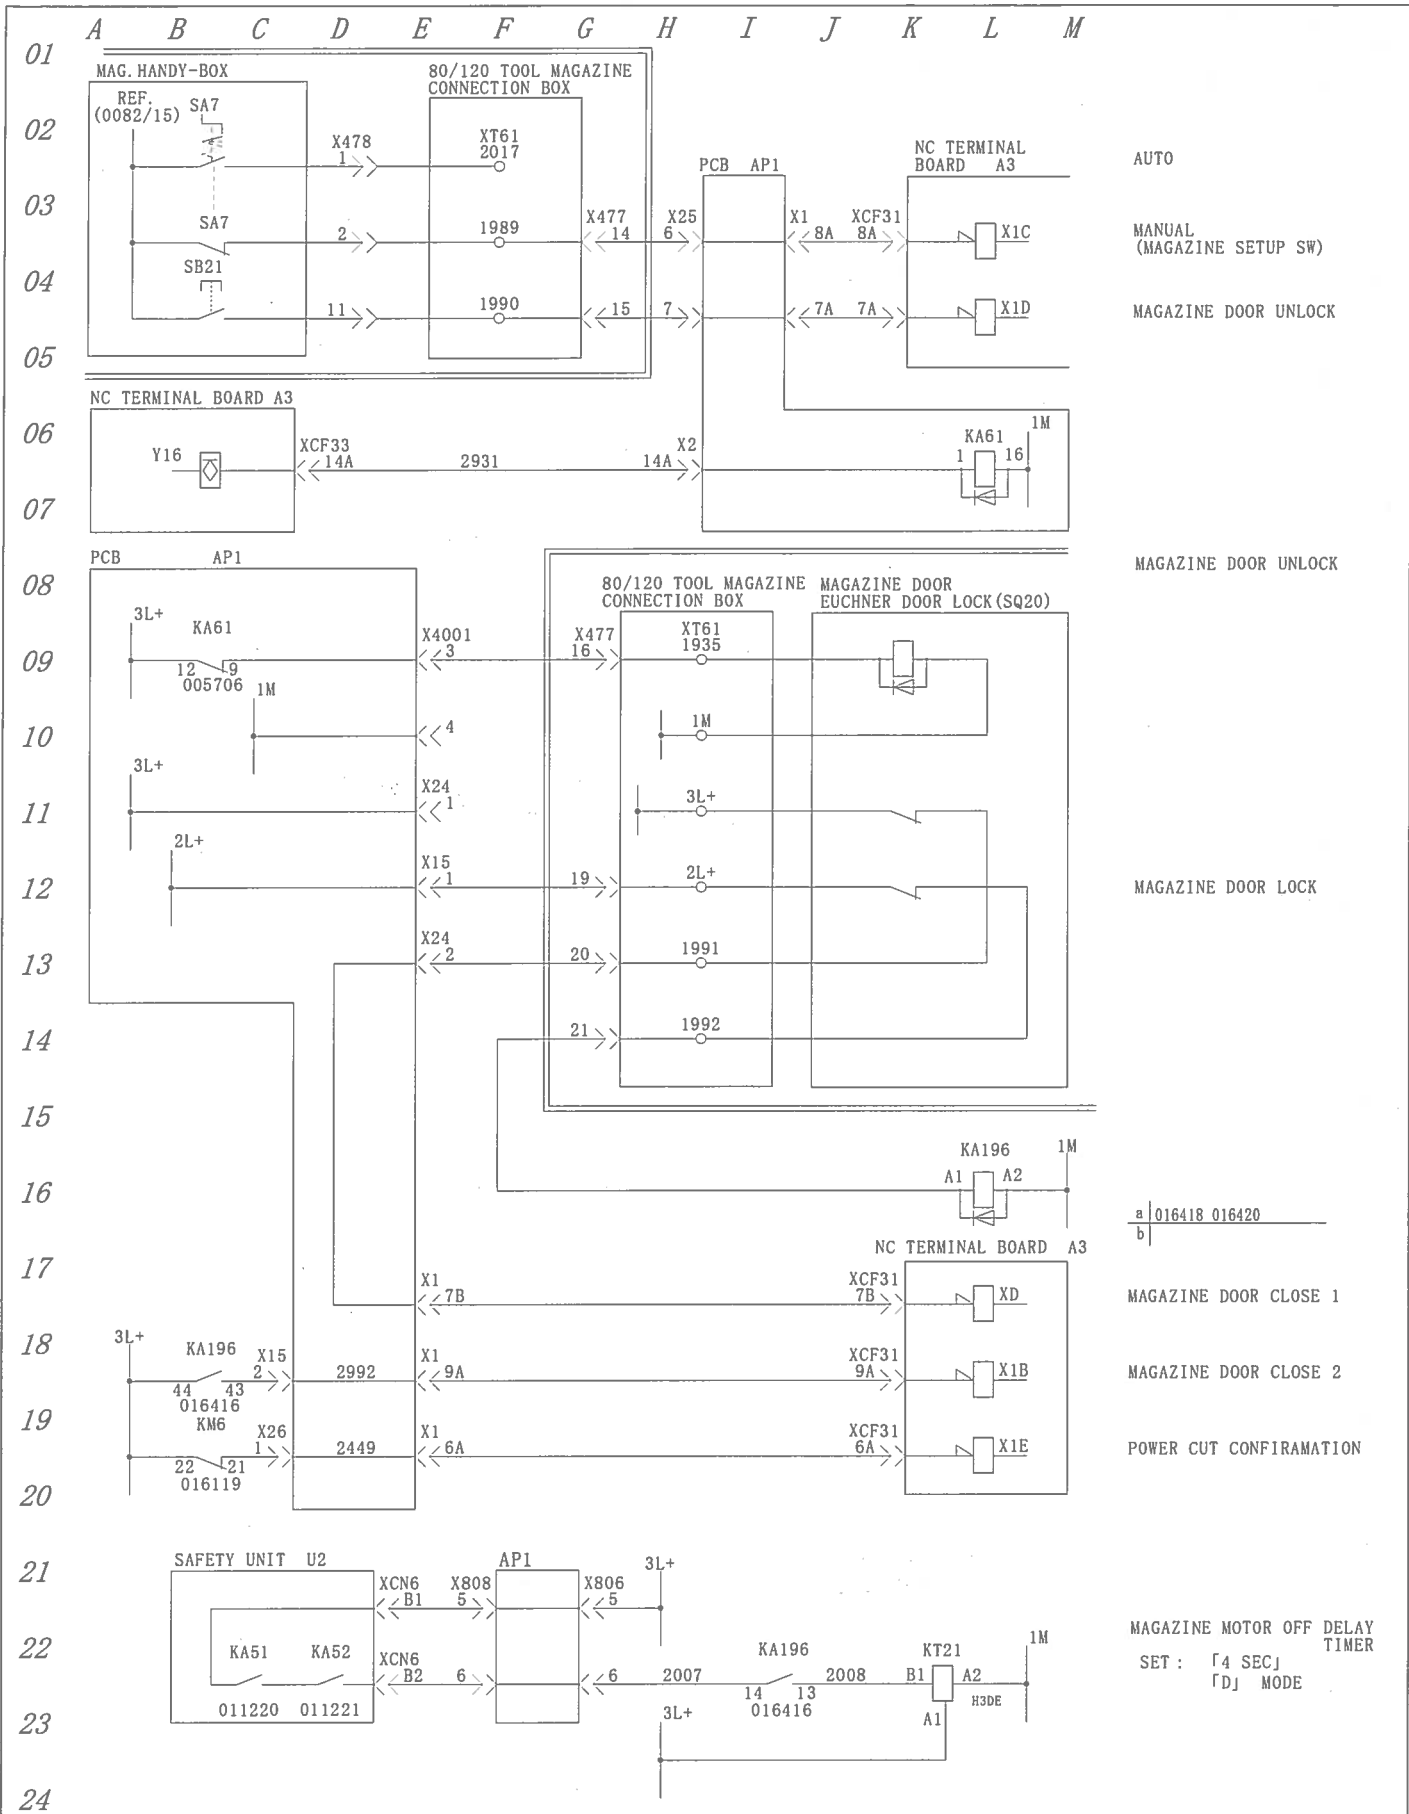 A B C D E F G H I J K L M
01
MAG. HANDY-BOX
80/120 TOOL MAGAZINE
CONNECTION BOX
REF.
(0082/15)
SA7
02
X478
1
XT61
2017
NC TERMINAL
BOARD A3
AUTO
PCB AP1
03
SA7
2
1989
X477
14
X25
6
X1
8A
XCF31
8A
X1C
MANUAL
(MAGAZINE SETUP SW)
04
SB21
11
1990
15
7
7A
7A
X1D
MAGAZINE DOOR UNLOCK
05
NC TERMINAL BOARD A3
06
Y16
XCF33
14A
2931
X2
14A
KA61
1
16
1M
07
PCB AP1
MAGAZINE DOOR UNLOCK
08
80/120 TOOL MAGAZINE
CONNECTION BOX
MAGAZINE DOOR
EUCHNER DOOR LOCK(SQ20)
3L+
KA61
X4001
3
X477
16
XT61
1935
09
12
9
005706
1M
10
4
1M
3L+
X24
1
3L+
11
2L+
X15
1
19
2L+
12
MAGAZINE DOOR LOCK
X24
2
20
1991
13
21
1992
14
15
KA196
1M
A1
A2
16
a 016418 016420
b
NC TERMINAL BOARD A3
17
X1
7B
XCF31
7B
XD
MAGAZINE DOOR CLOSE 1
18
3L+
KA196
X15
2
2992
X1
9A
XCF31
9A
X1B
MAGAZINE DOOR CLOSE 2
44
43
016416
19
KM6
X26
1
2449
X1
6A
XCF31
6A
X1E
POWER CUT CONFIRAMATION
22
21
016119
20
21
SAFETY UNIT U2
AP1
3L+
XCN6
B1
X808
5
X806
5
22
MAGAZINE MOTOR OFF DELAY
TIMER
SET : 「4 SEC」
「D」 MODE
KA51
KA52
XCN6
B2
6
6
2007
KA196
2008
KT21
1M
B1
A2
14
13
011220
011221
016416
H3DE
23
3L+
A1
24